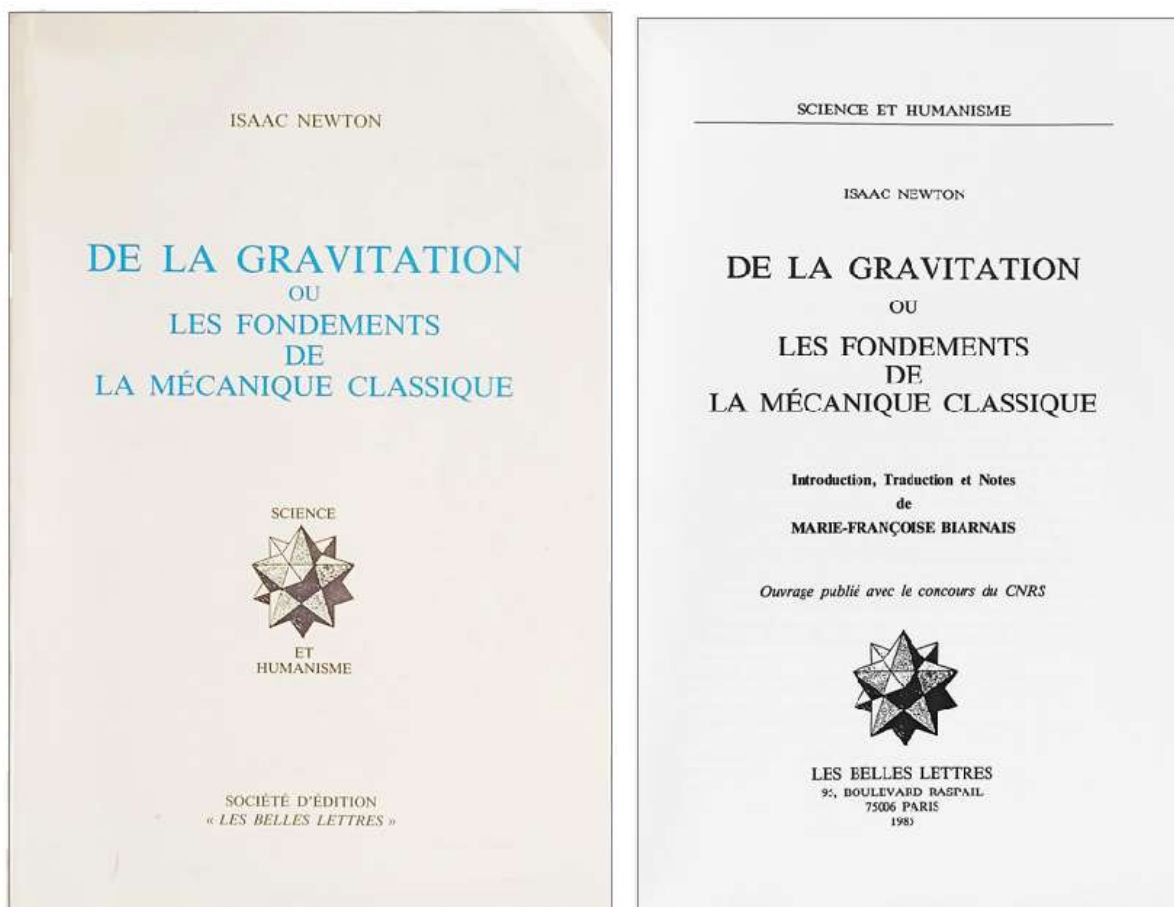 ISAAC NEWTON
DE LA GRAVITATION
OU
LES FONDEMENTS
DE
LA MÉCANIQUE CLASSIQUE
SCIENCE
ET
HUMANISME
SOCIÉTÉ D'ÉDITION
« LES BELLES LETTRES »
SCIENCE ET HUMANISME
ISAAC NEWTON
DE LA GRAVITATION
OU
LES FONDEMENTS
DE
LA MÉCANIQUE CLASSIQUE
Introduction, Traduction et Notes
de
MARIE-FRANÇOISE BIARNAIS
Ouvrage publié avec le concours du CNRS
LES BELLES LETTRES
BOULEVARD RASPAIL
75006 PARIS